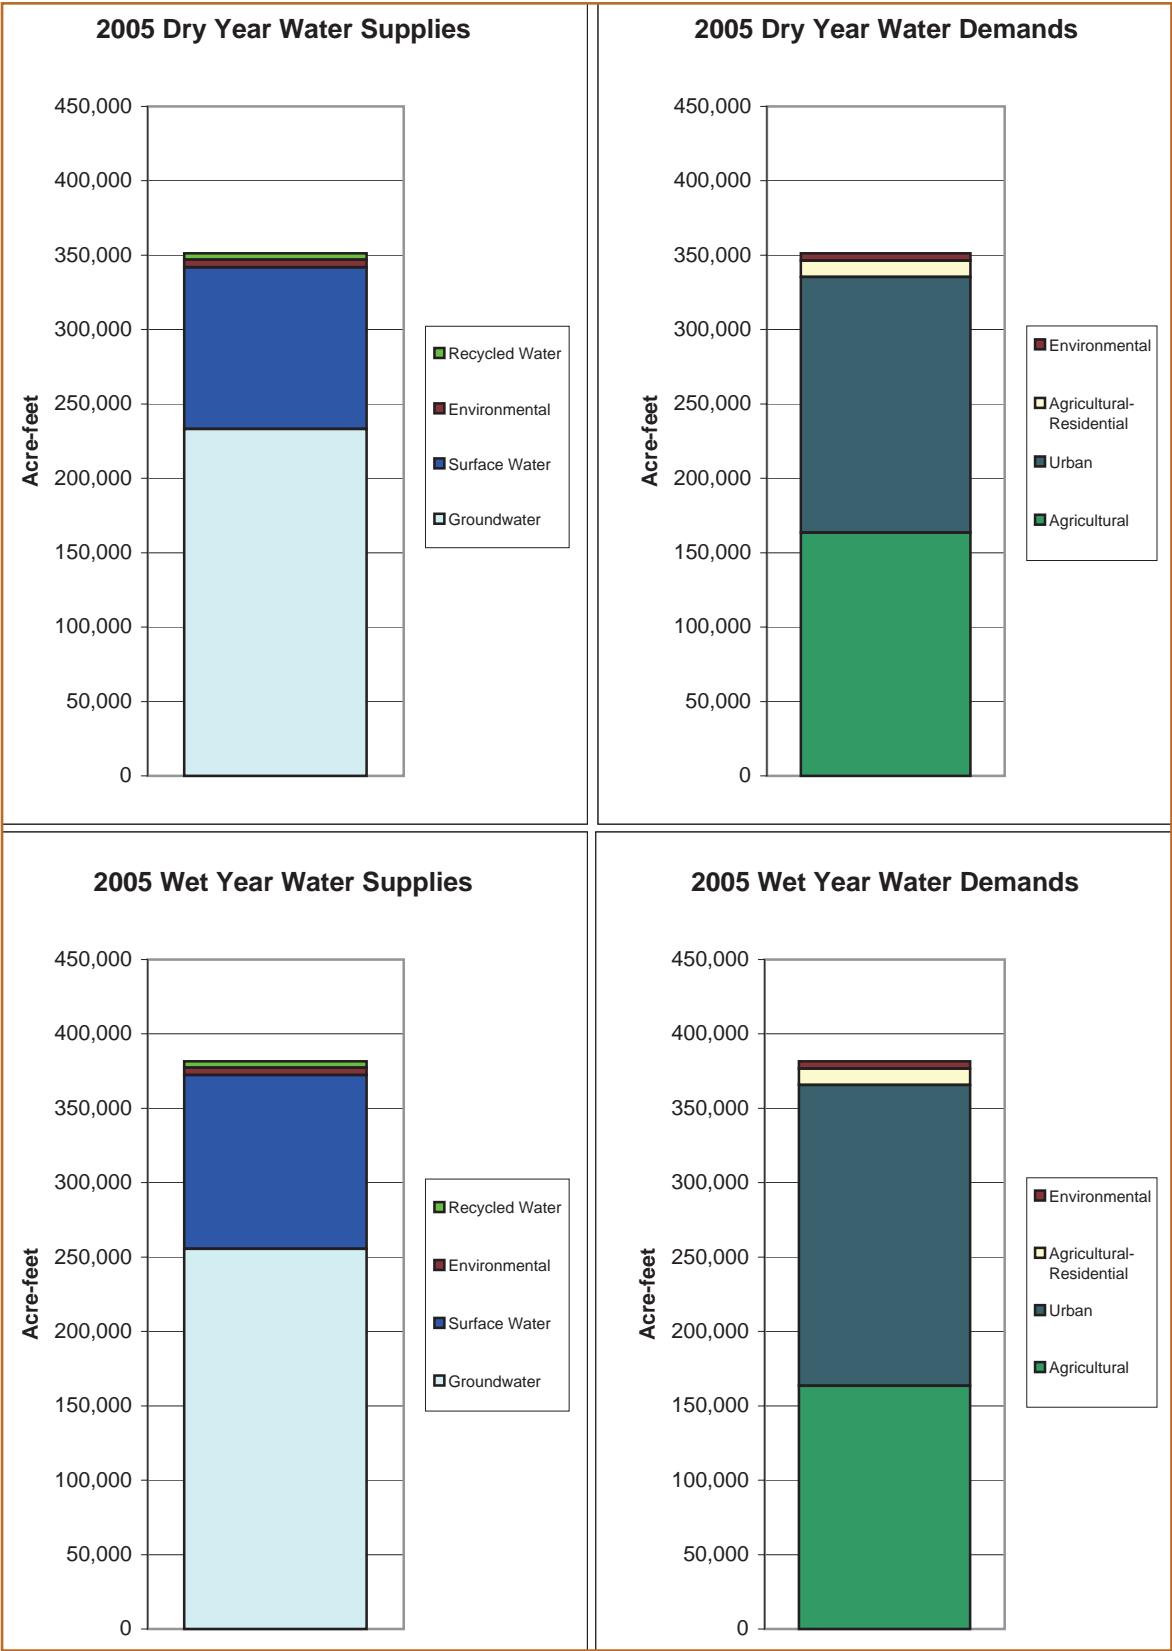 2005 Dry Year Water Supplies
450,000
400,000
350,000
300,000
250,000
200,000
150,000
100,000
50,000
0
Acre-feet
Recycled Water
Environmental
Surface Water
Groundwater
2005 Dry Year Water Demands
450,000
400,000
350,000
300,000
250,000
200,000
150,000
100,000
50,000
0
Acre-feet
Environmental
Agricultural-
Residential
Urban
Agricultural
2005 Wet Year Water Supplies
450,000
400,000
350,000
300,000
250,000
200,000
150,000
100,000
50,000
0
Acre-feet
Recycled Water
Environmental
Surface Water
Groundwater
2005 Wet Year Water Demands
450,000
400,000
350,000
300,000
250,000
200,000
150,000
100,000
50,000
0
Acre-feet
Environmental
Agricultural-
Residential
Urban
Agricultural